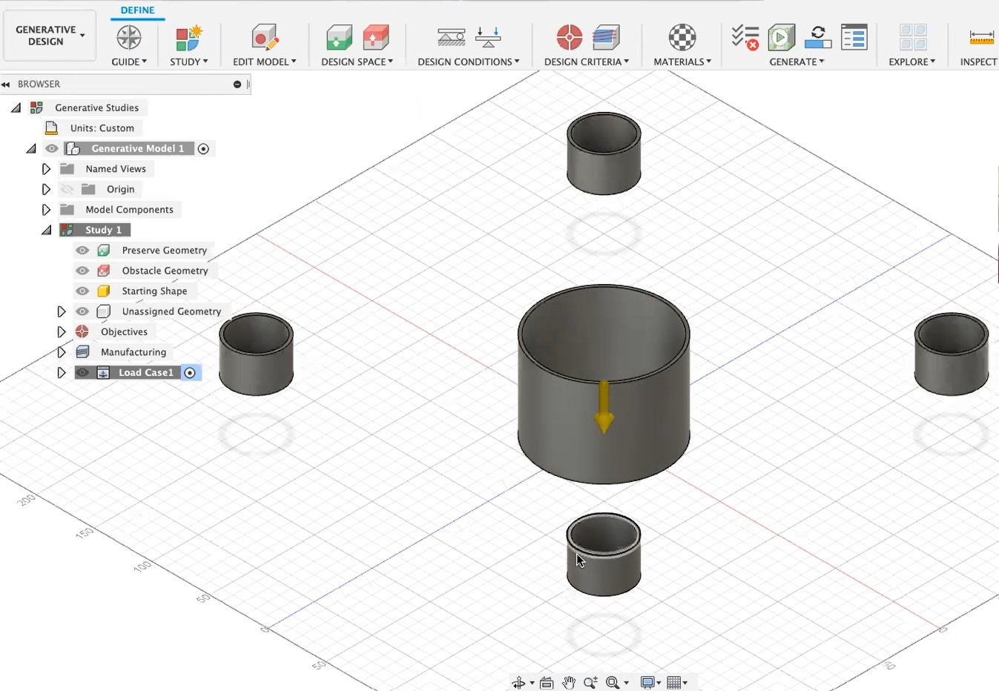 DEFINE
GENERATIVE DESIGN
GUIDE
STUDY
EDIT MODEL
DESIGN SPACE
DESIGN CONDITIONS
DESIGN CRITERIA
MATERIALS
GENERATE
EXPLORE
INSPECT
BROWSER
Generative Studies
Units: Custom
Generative Model 1
Named Views
Origin
Model Components
Study 1
Preserve Geometry
Obstacle Geometry
Starting Shape
Unassigned Geometry
Objectives
Manufacturing
Load Case1
200
150
100
50
0
50
0
50